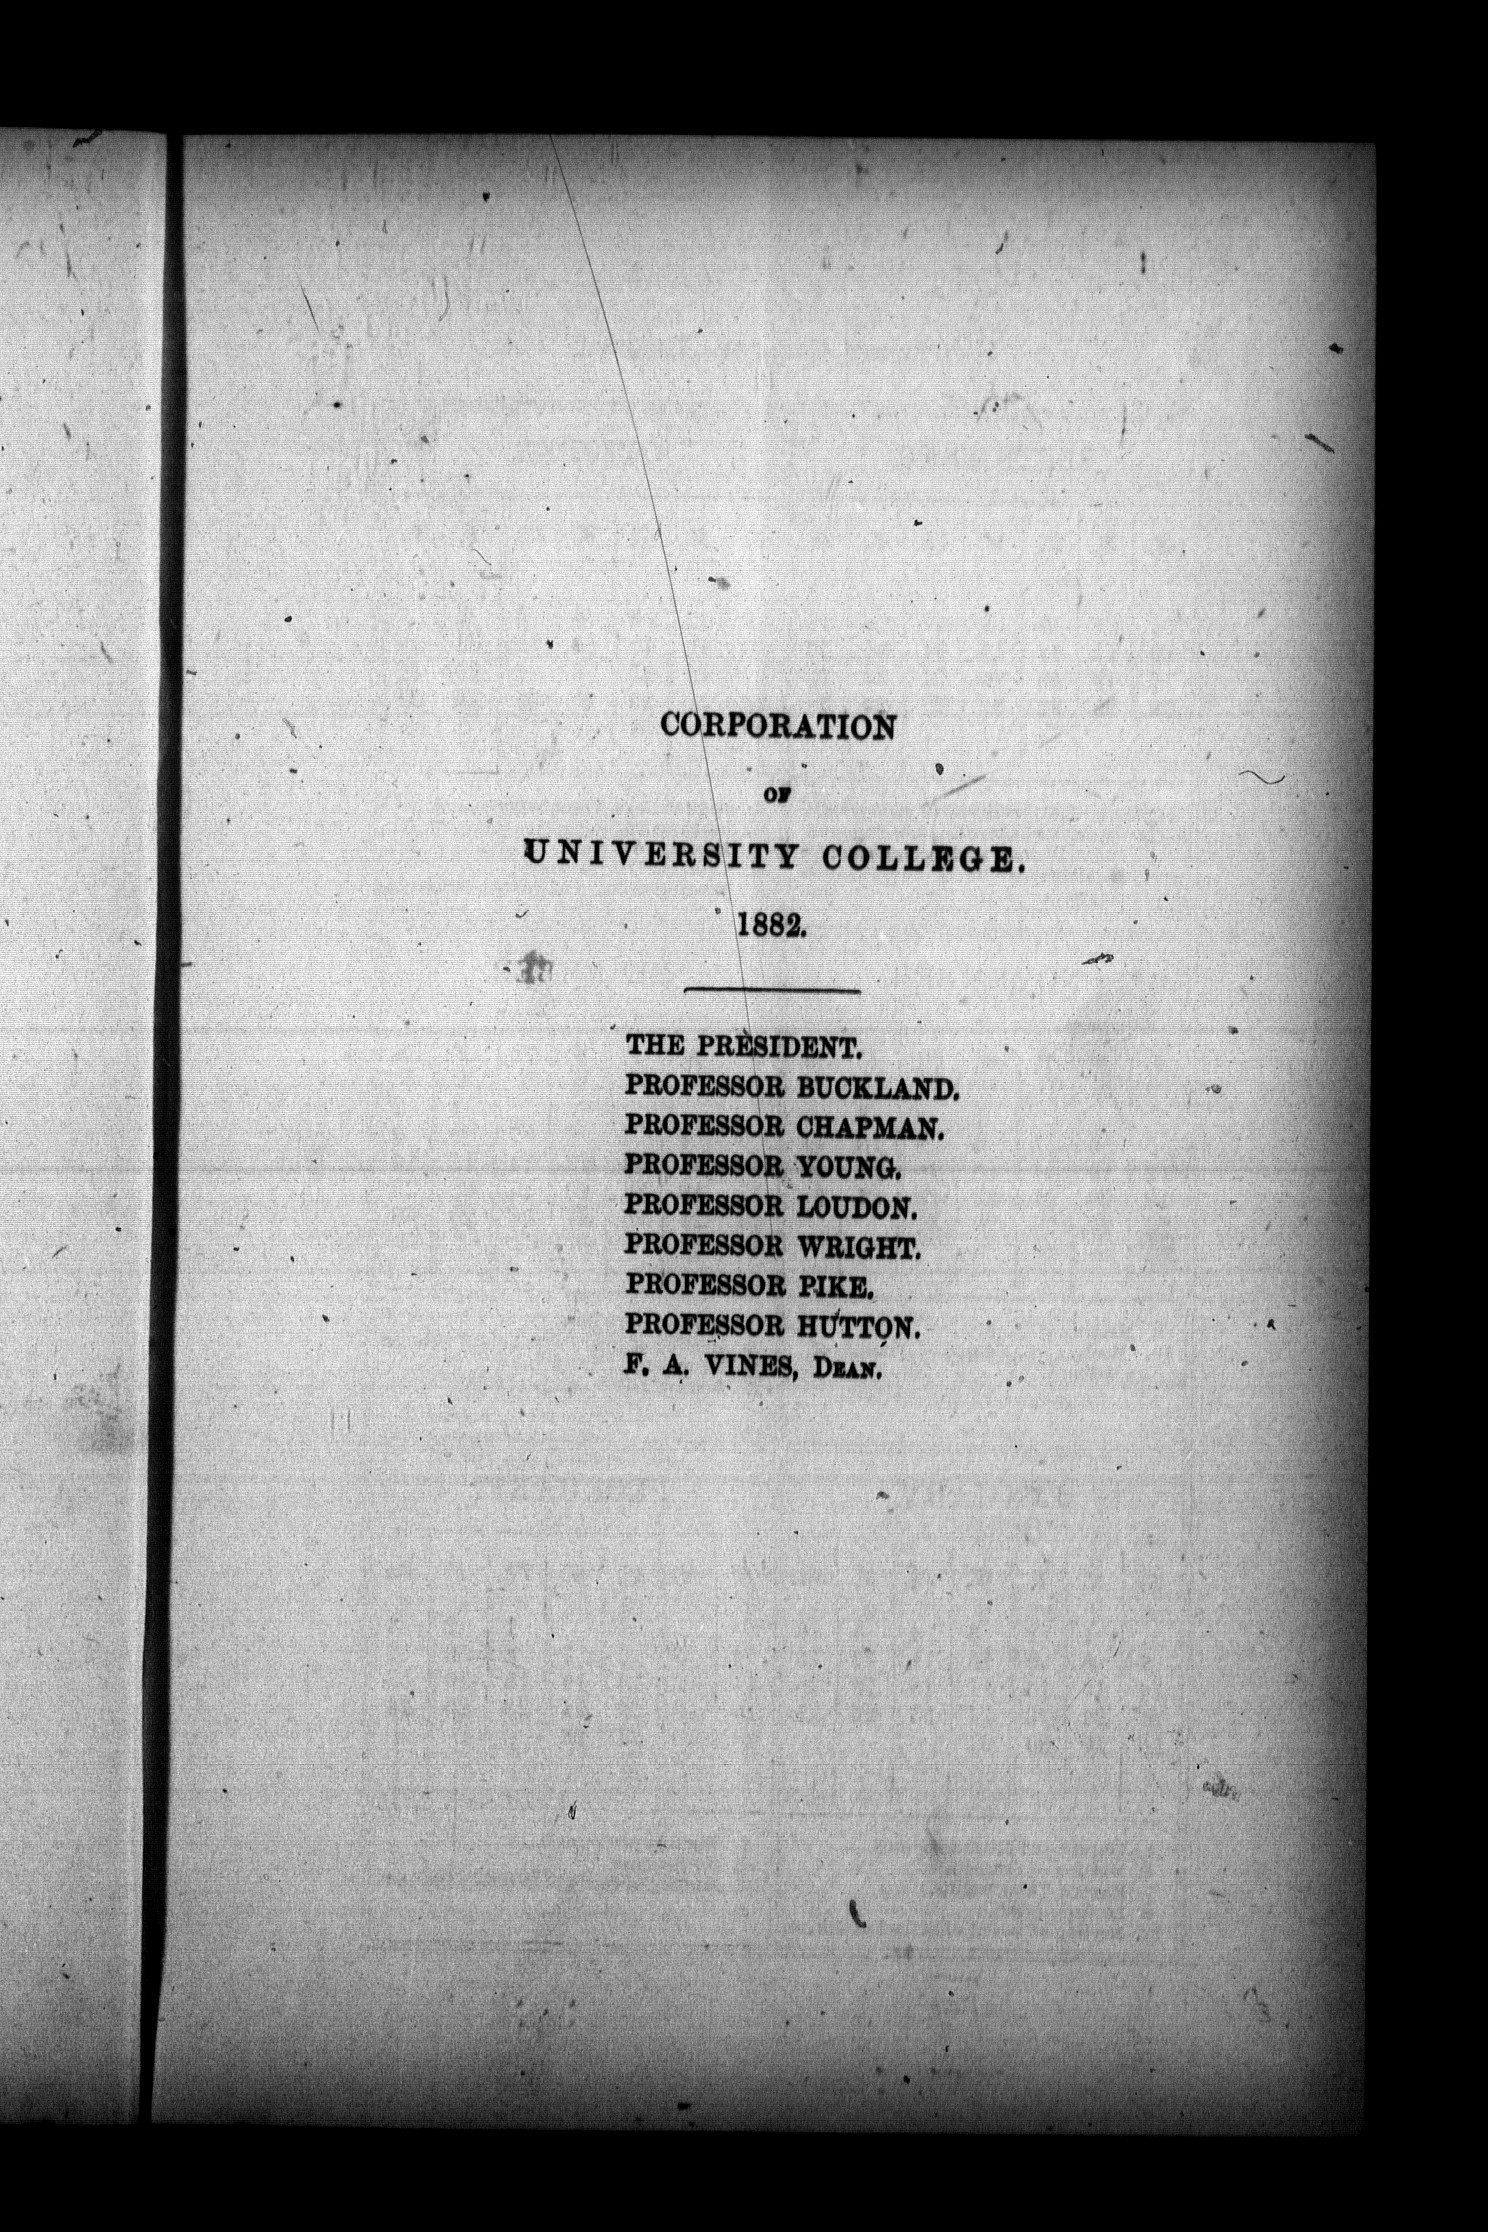 CORPORATION
OF
UNIVERSITY COLLEGE.
1882.
THE PRESIDENT.
PROFESSOR BUCKLAND.
PROFESSOR CHAPMAN.
PROFESSOR YOUNG.
PROFESSOR LOUDON.
PROFESSOR WRIGHT.
PROFESSOR PIKE.
PROFESSOR HUTTON.
F. A. VINES, DEAN.